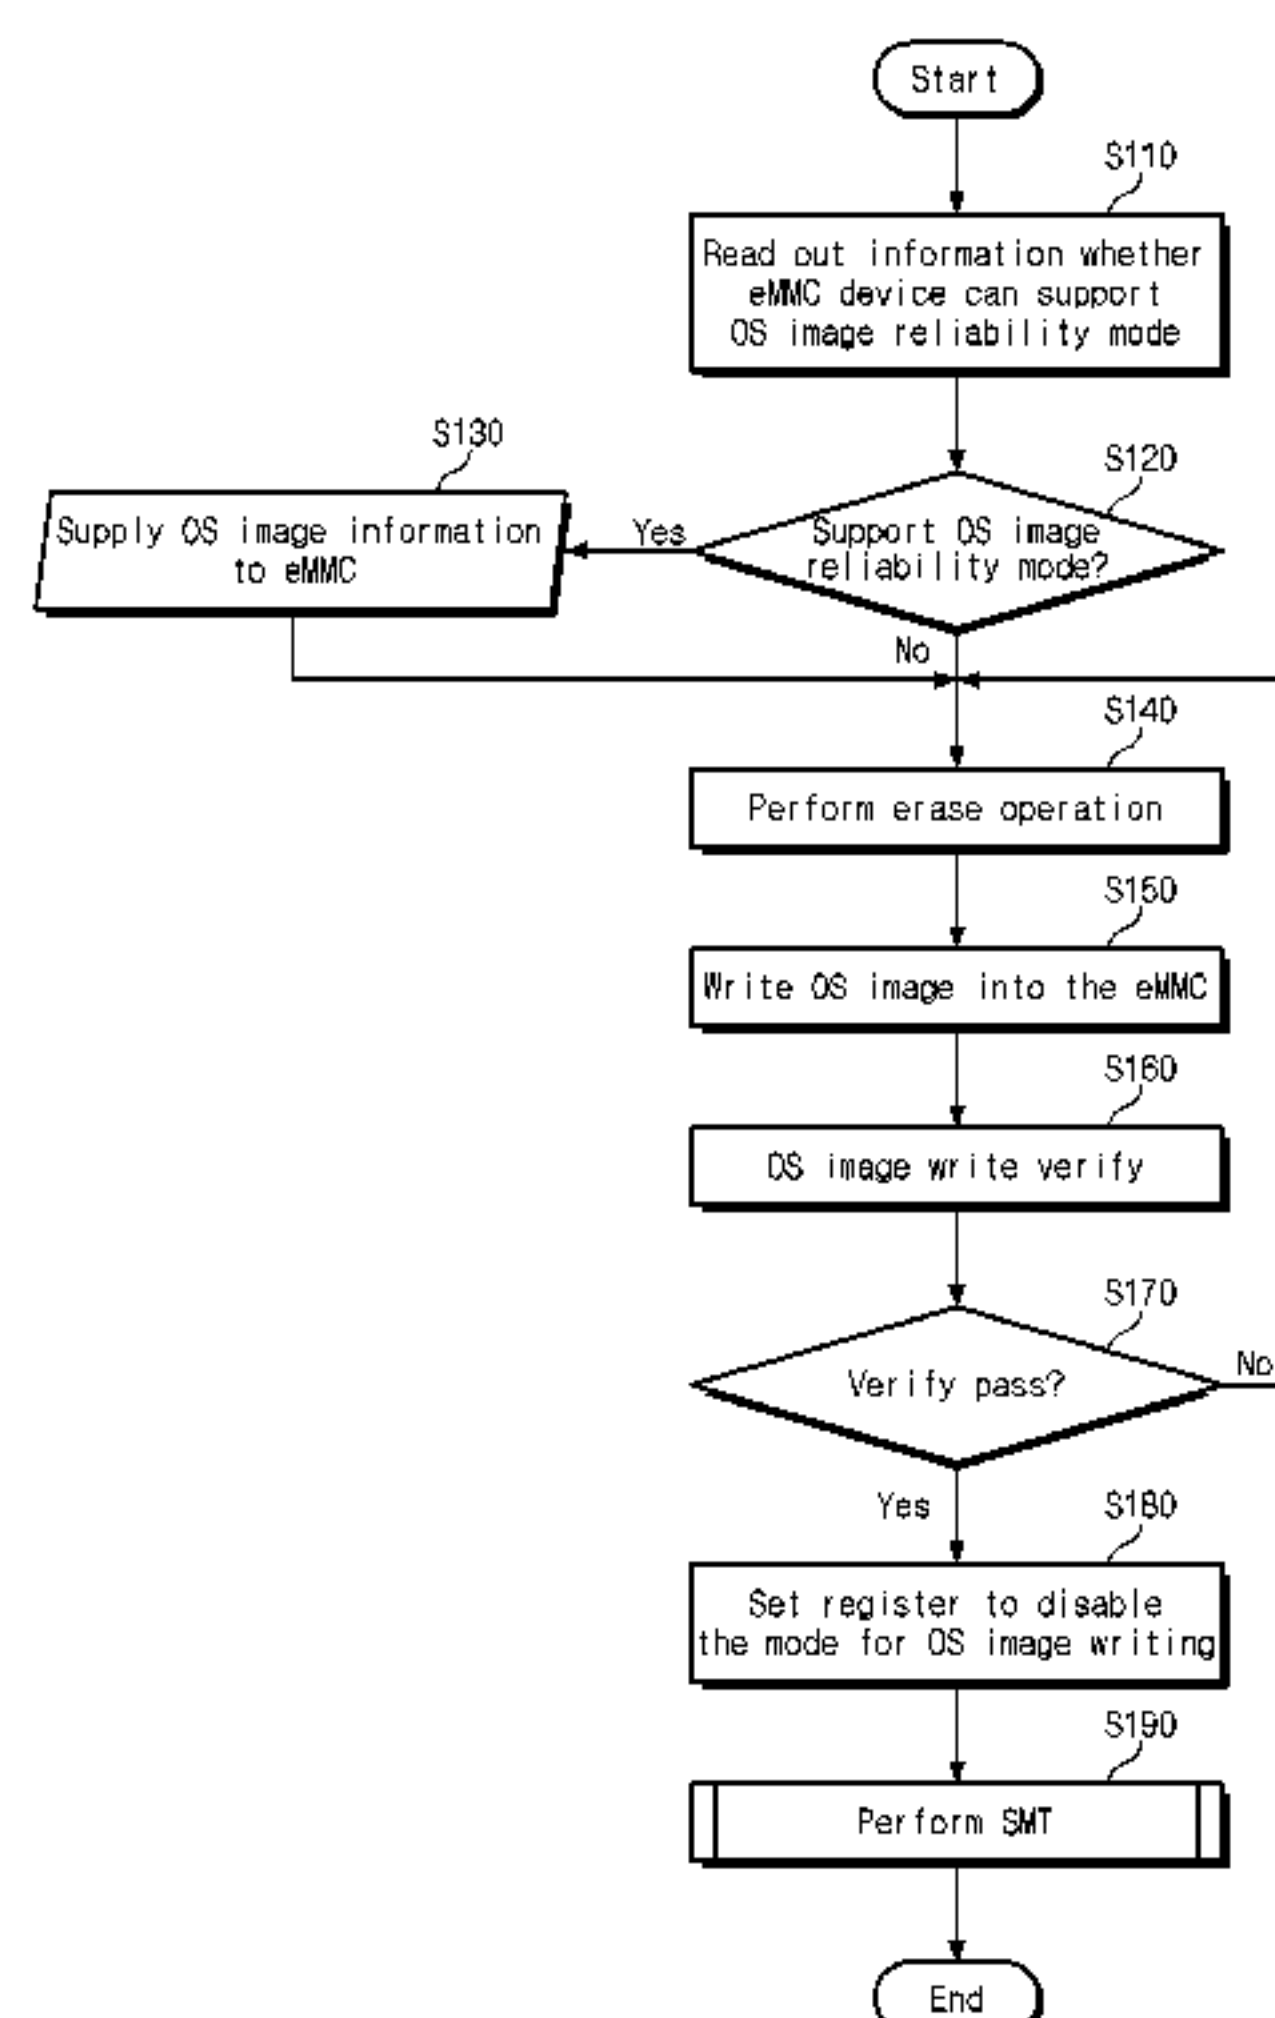 Start
S110
Read out information whether
eMMC device can support
OS image reliability mode
S130
S120
Supply OS image information
to eMMC
Yes
Support OS image
reliability mode?
No
S140
Perform erase operation
S150
Write OS image into the eMMC
S160
OS image write verify
S170
Verify pass?
No
Yes
S180
Set register to disable
the mode for OS image writing
S190
Perform SMT
End